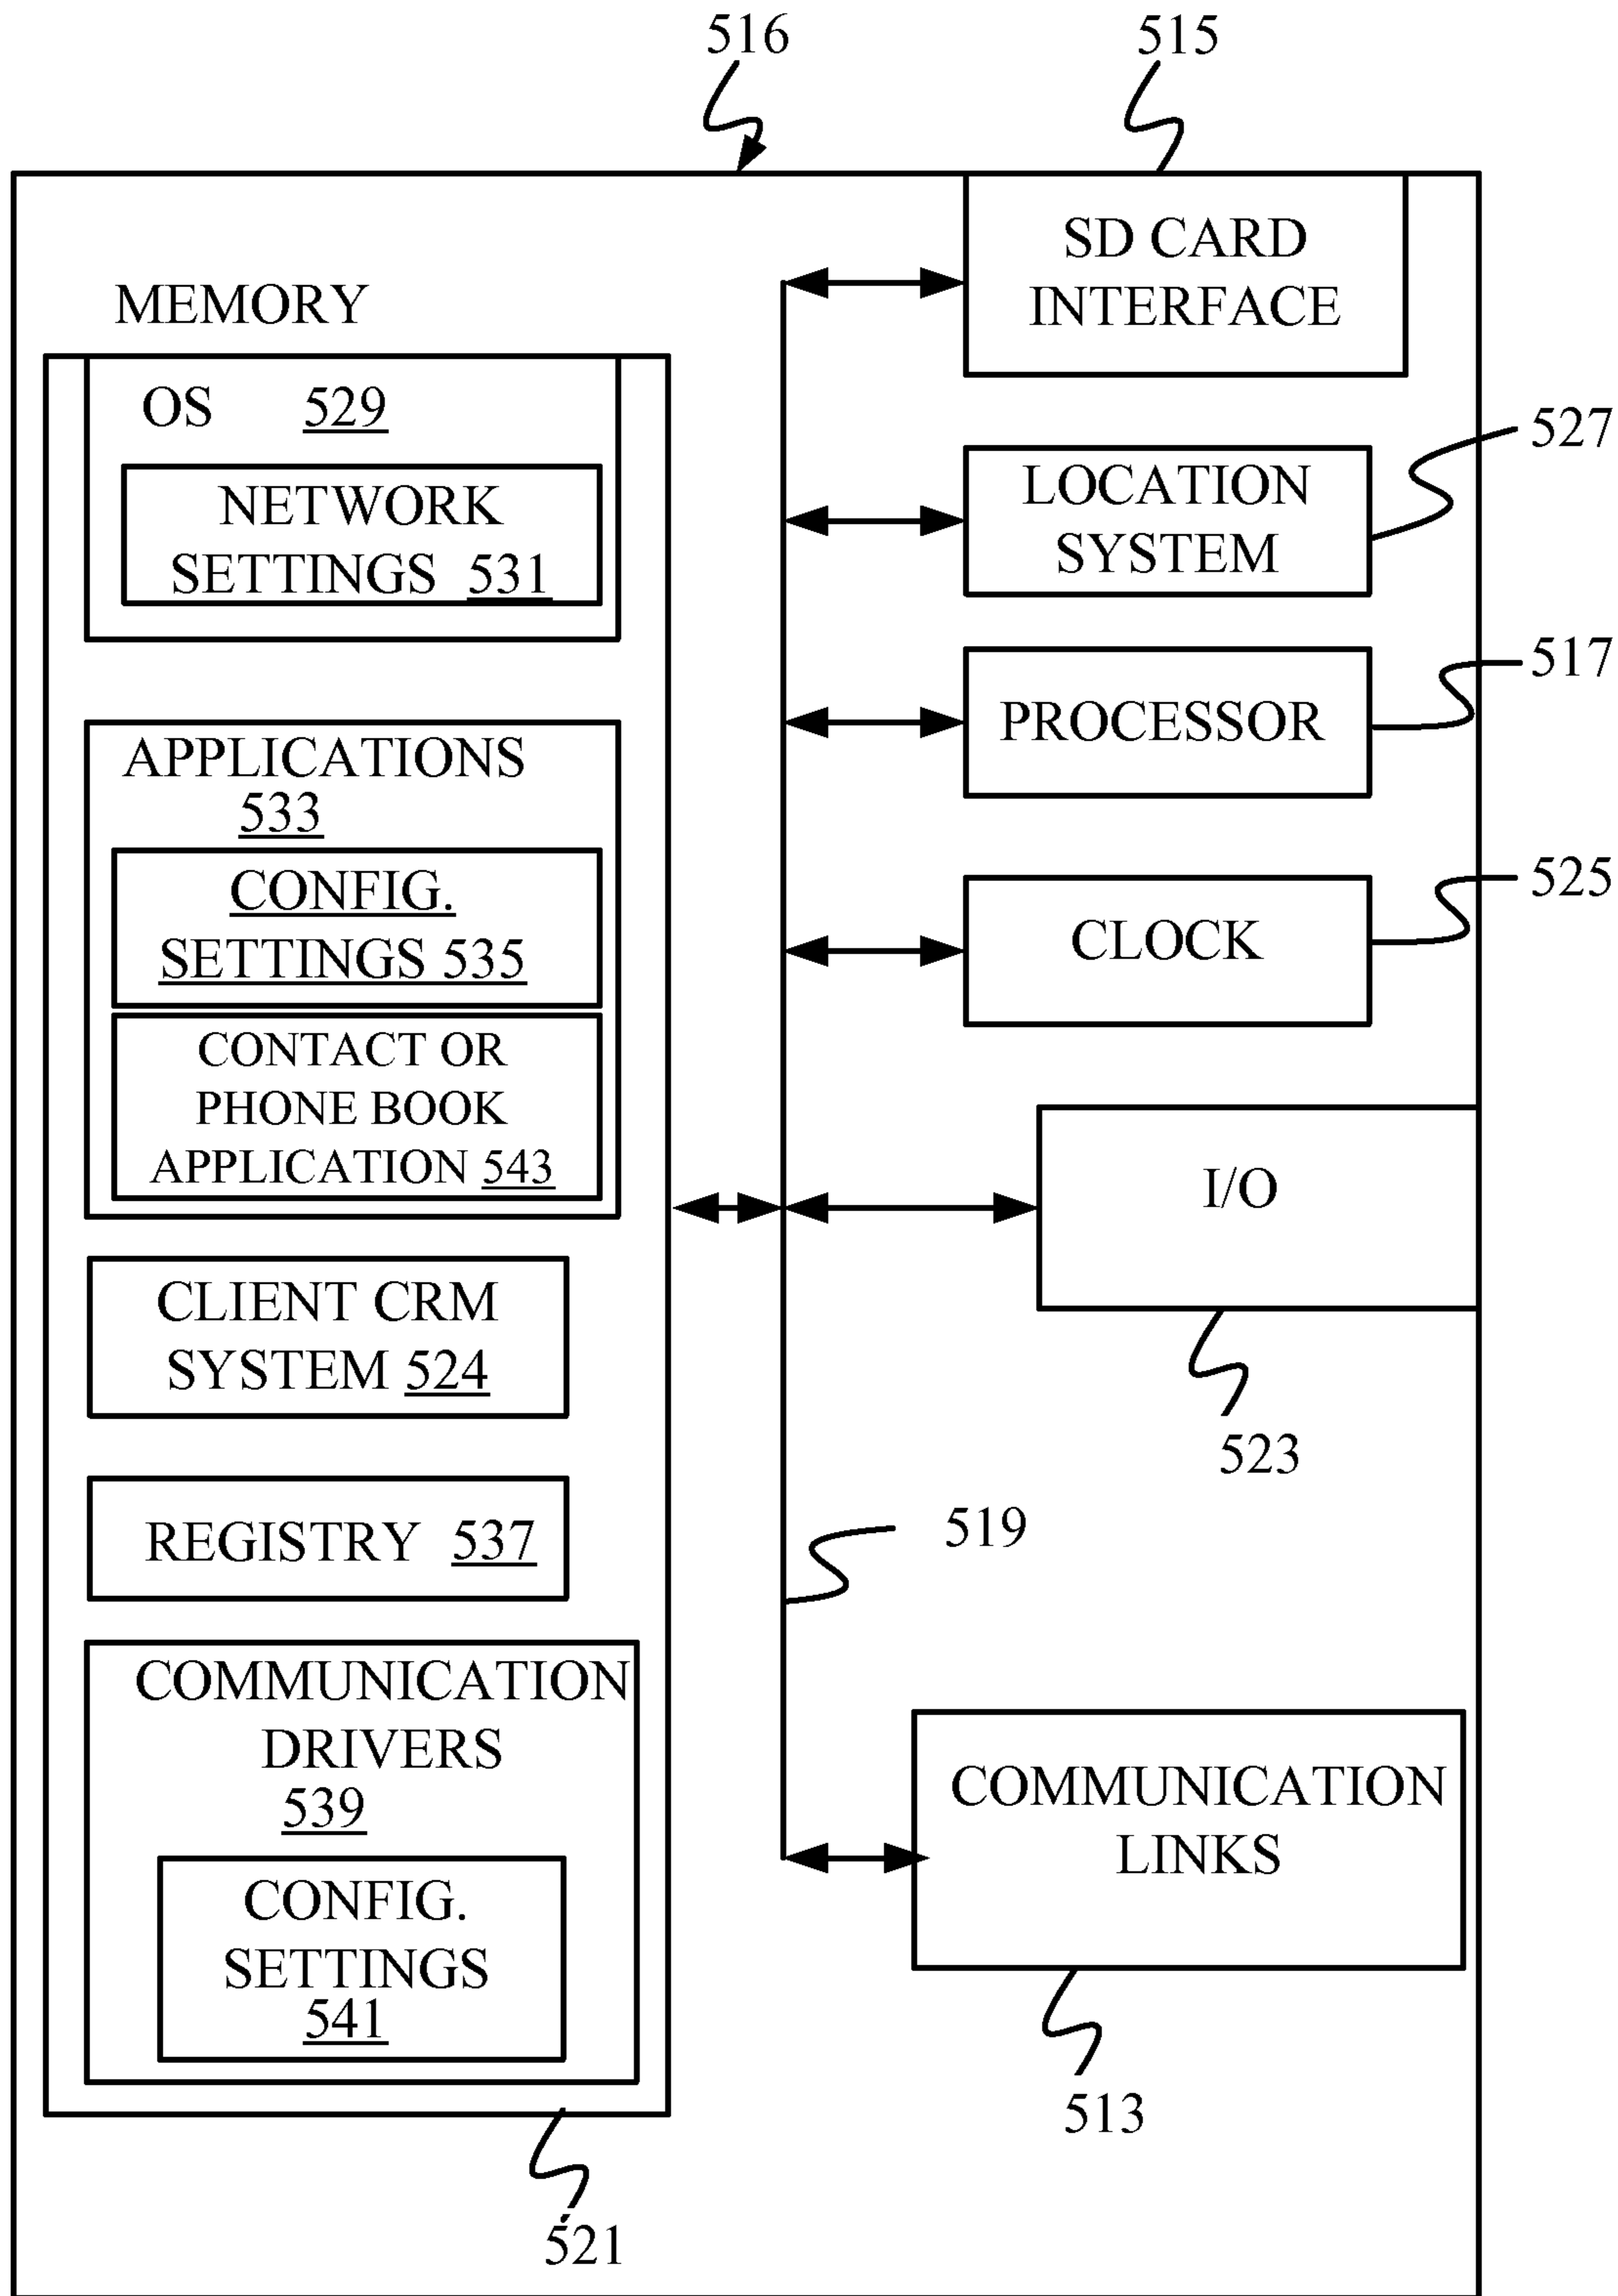 516
515
SD CARD
INTERFACE
MEMORY
OS 529
NETWORK
SETTINGS 531
527
LOCATION
SYSTEM
517
PROCESSOR
APPLICATIONS
533
CONFIG.
SETTINGS 535
525
CLOCK
CONTACT OR
PHONE BOOK
APPLICATION 543
I/O
CLIENT CRM
SYSTEM 524
523
REGISTRY 537
519
COMMUNICATION
DRIVERS
539
COMMUNICATION
LINKS
CONFIG.
SETTINGS
541
513
521